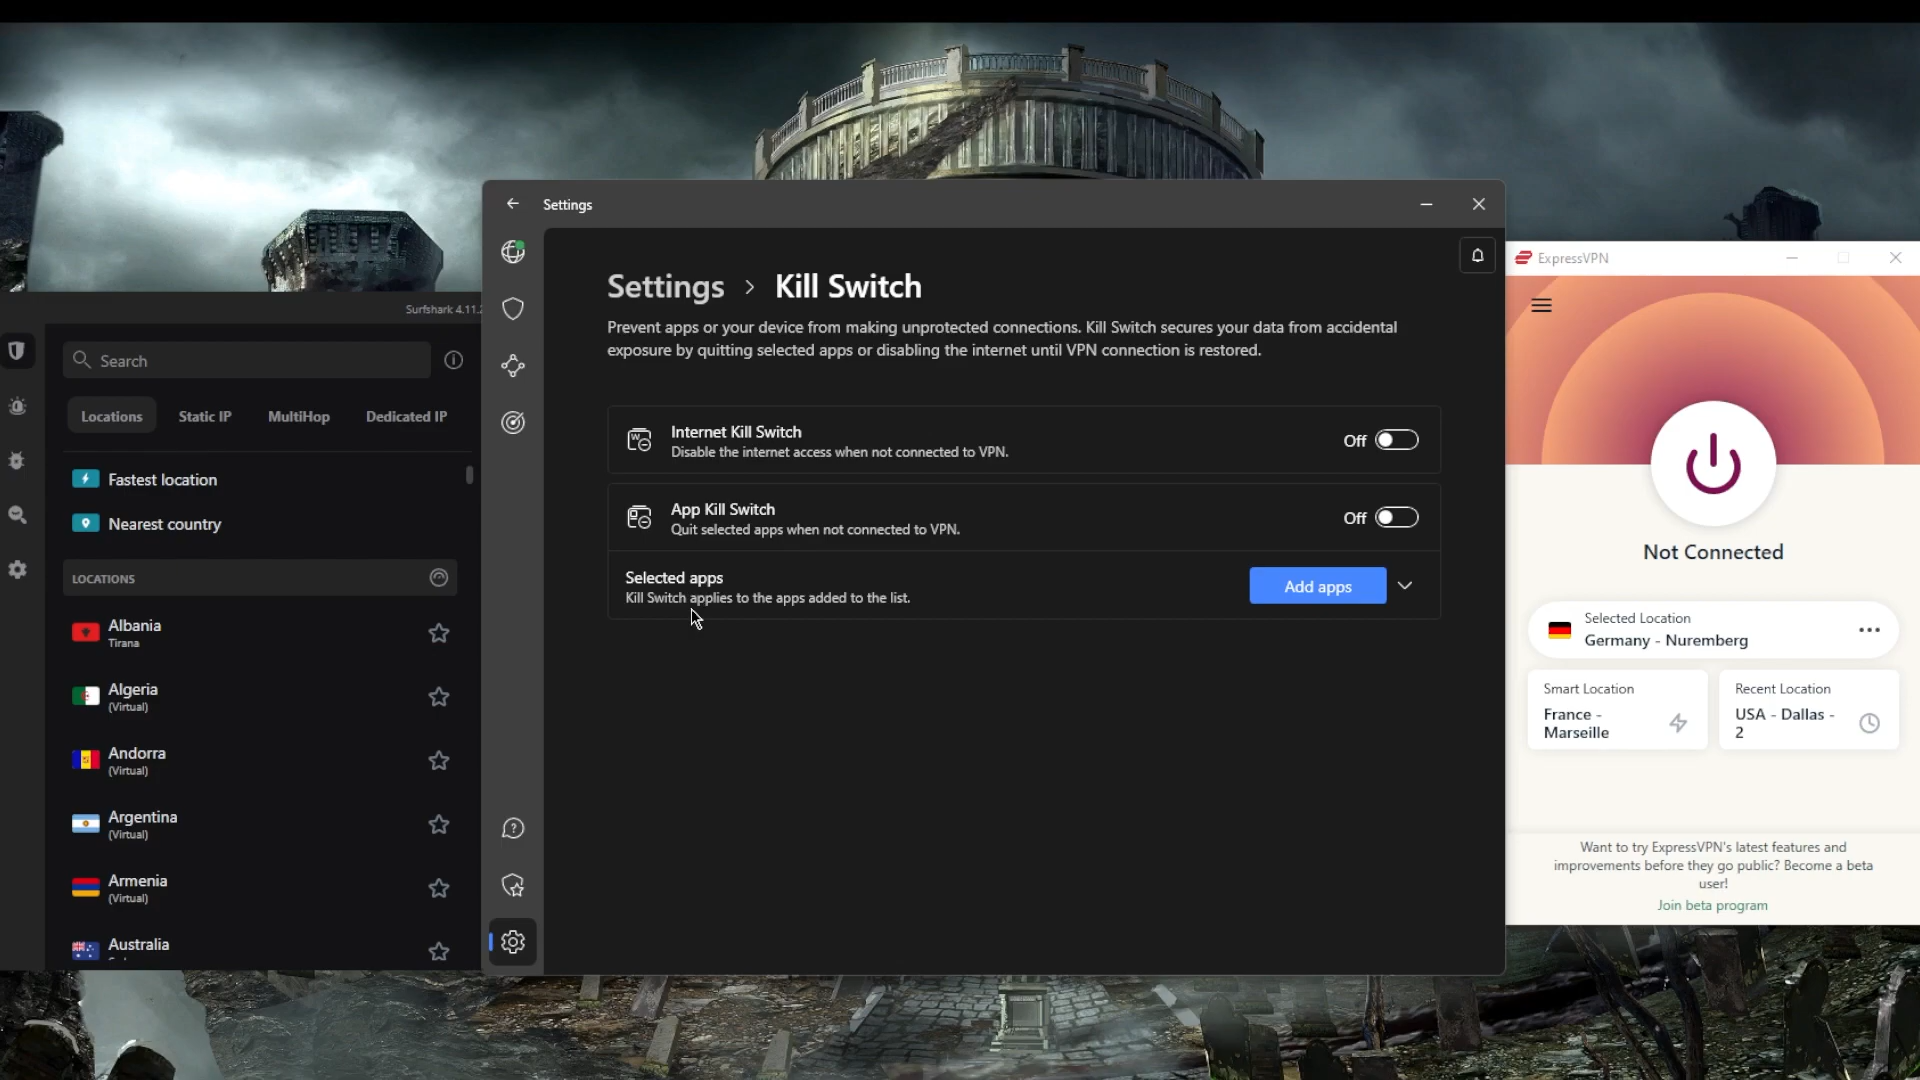 Surfshark 4.11.
Search
Locations
Static IP
MultiHop
Dedicated IP
Fastest location
Nearest country
LOCATIONS
Albania
Tirana
Algeria
(Virtual)
Andorra
(Virtual)
Argentina
(Virtual)
Armenia
(Virtual)
Australia
Settings
Settings > Kill Switch
Prevent apps or your device from making unprotected connections. Kill Switch secures your data from accidental
exposure by quitting selected apps or disabling the internet until VPN connection is restored.
Internet Kill Switch
Disable the internet access when not connected to VPN.
Off
App Kill Switch
Quit selected apps when not connected to VPN.
Off
Selected apps
Kill Switch applies to the apps added to the list.
Add apps
ExpressVPN
Not Connected
Selected Location
Germany - Nuremberg
Smart Location
France -
Marseille
Recent Location
USA - Dallas -
2
Want to try ExpressVPN's latest features and
improvements before they go public? Become a beta
user!
Join beta program